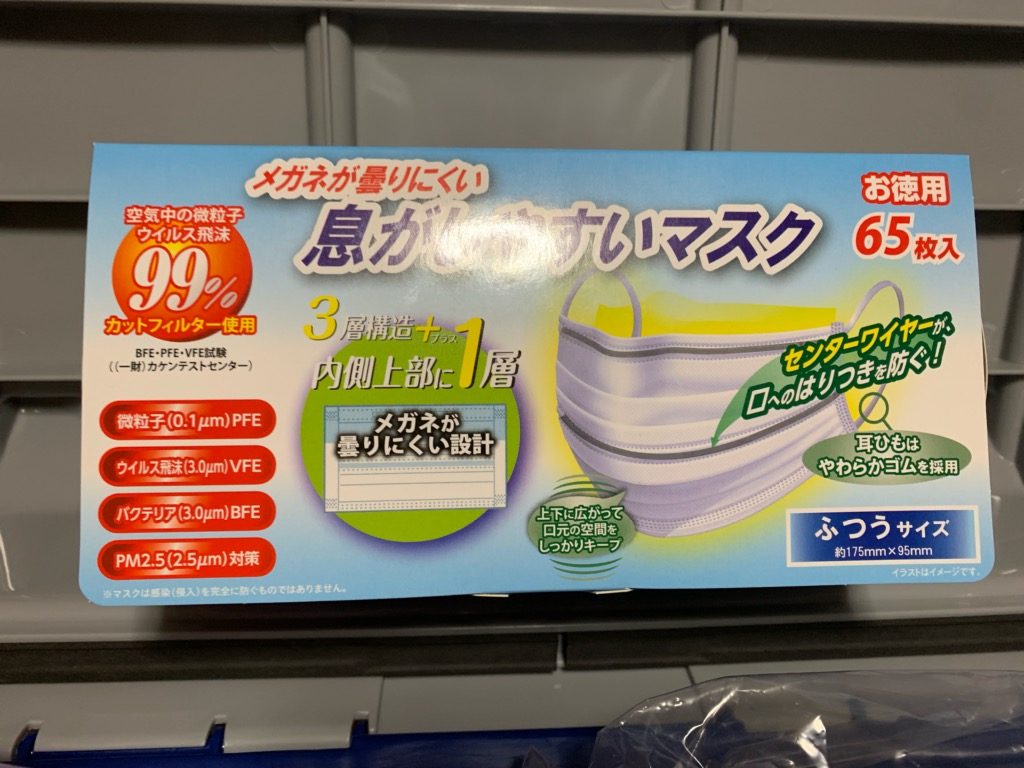 メガネが曇りにくい
息がしやすいマスク
お徳用
65枚入
空気中の微粒子
ウイルス飛沫
99%
カットフィルター使用
BFE・PFE・VFE試験
((一財)カケンテストセンター)
微粒子(0.1μm)PFE
ウイルス飛沫(3.0μm)VFE
バクテリア(3.0μm)BFE
PM2.5(2.5μm)対策
※マスクは感染(侵入)を完全に防ぐものではありません。
3層構造+プラス
内側上部に1層
メガネが
曇りにくい設計
センターワイヤーが、
口へのはりつきを防ぐ!
耳ひもは
やわらかゴムを採用
上下に広がって
口元の空間を
しっかりキープ
ふつうサイズ
約175mm×95mm
イラストはイメージです。